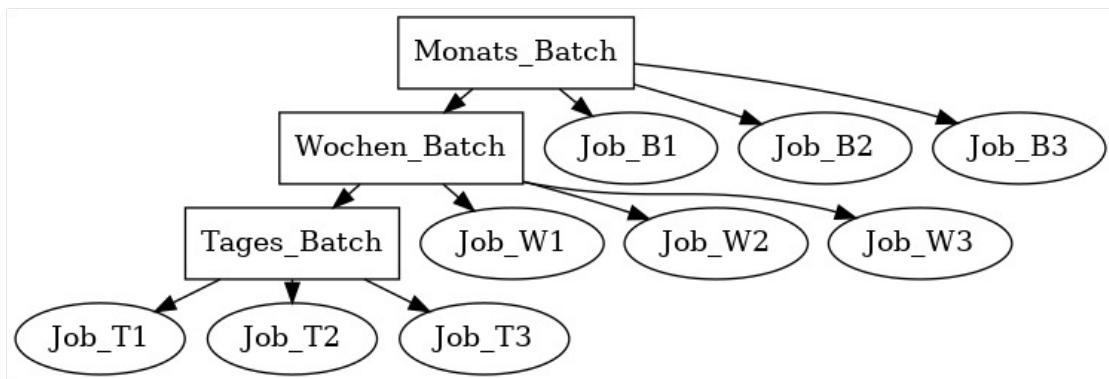 Monats_Batch
Wochen_Batch
Job_B1
Job_B2
Job_B3
Tages_Batch
Job_W1
Job_W2
Job_W3
Job_T1
Job_T2
Job_T3